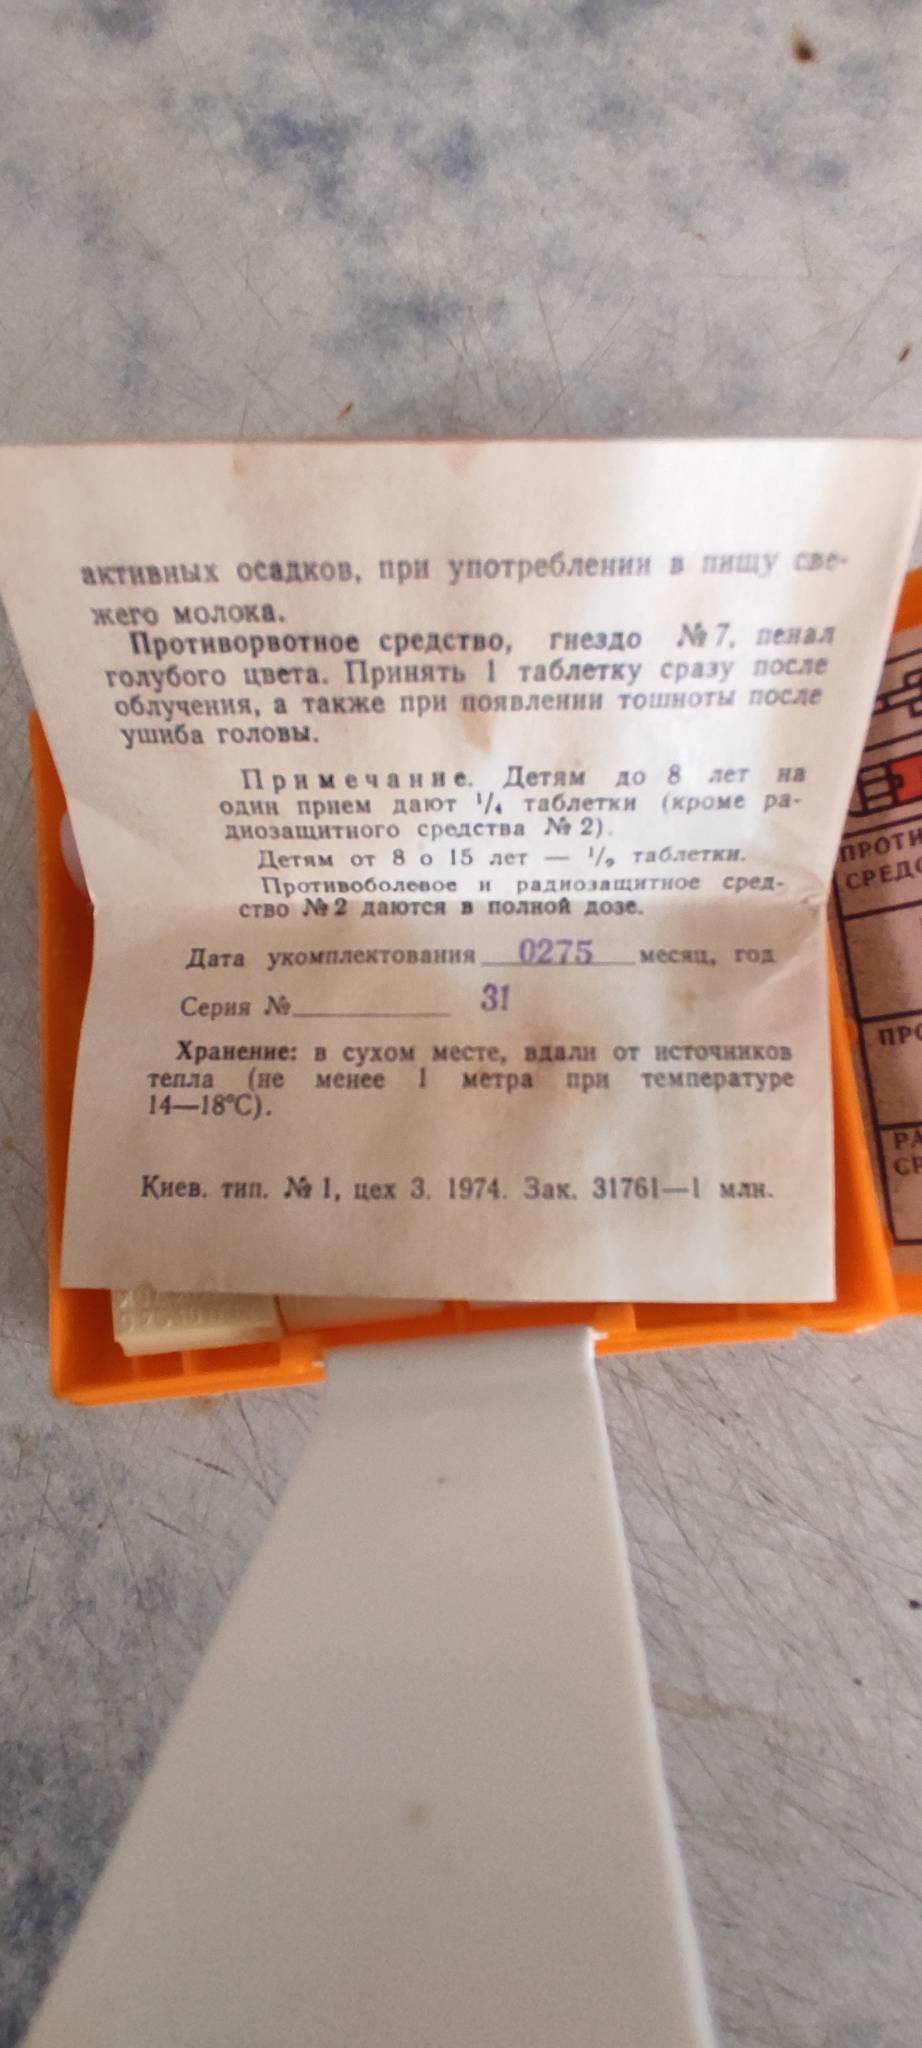 активных осадков, при употреблении в пищу све-
жего молока.
Противорвотное средство, гнездо № 7, пенал
голубого цвета. Принять 1 таблетку сразу после
облучения, а также при появлении тошноты после
ушиба головы.
Примечание. Детям до 8 лет на
один прием дают 1/4 таблетки (кроме ра-
диозащитного средства № 2).
Детям от 8 о 15 лет — 1/2 таблетки.
Противоболевое и радиозащитное сред-
ство № 2 даются в полной дозе.
Дата укомплектования 0275 месяц, год
Серия № 31
Хранение: в сухом месте, вдали от источников
тепла (не менее 1 метра при температуре
14—18°С).
Киев. тип. № 1, цех 3. 1974. Зак. 31761—1 млн.
ПРОТИ
СРЕДС
ПРО
РА
СР